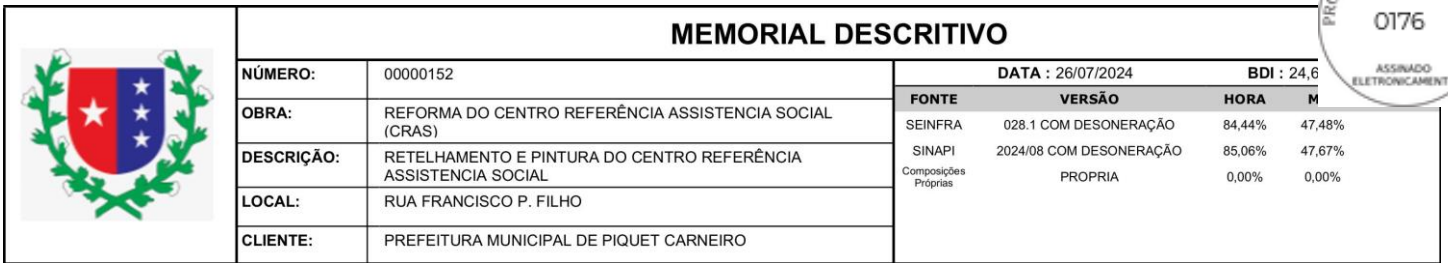 MEMORIAL DESCRITIVO
NÚMERO: 00000152
OBRA: REFORMA DO CENTRO REFERÊNCIA ASSISTENCIA SOCIAL
(CRAS)
DESCRIÇÃO: RETELHAMENTO E PINTURA DO CENTRO REFERÊNCIA
ASSISTENCIA SOCIAL
LOCAL: RUA FRANCISCO P. FILHO
CLIENTE: PREFEITURA MUNICIPAL DE PIQUET CARNEIRO
DATA : 26/07/2024 BDI : 24,6
FONTE VERSÃO HORA M
SEINFRA 028.1 COM DESONERAÇÃO 84,44% 47,48%
SINAPI 2024/08 COM DESONERAÇÃO 85,06% 47,67%
Composições
Próprias PROPRIA 0,00% 0,00%
0176
ASSINADO
ELETRONICAMENT